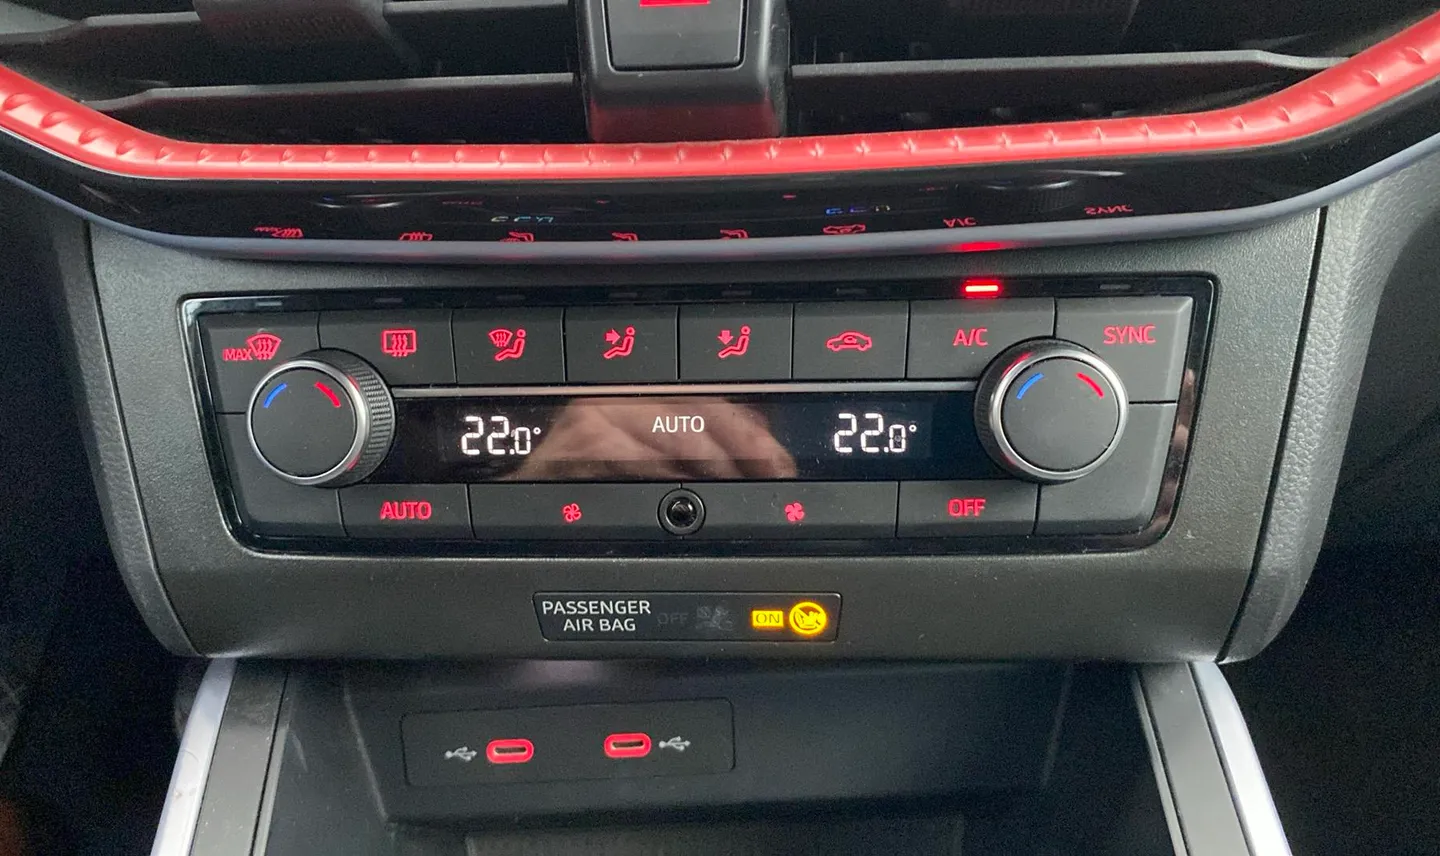 MAX
A/C
SYNC
22.0°
AUTO
22.0°
AUTO
OFF
PASSENGER
AIR BAG
OFF
ON